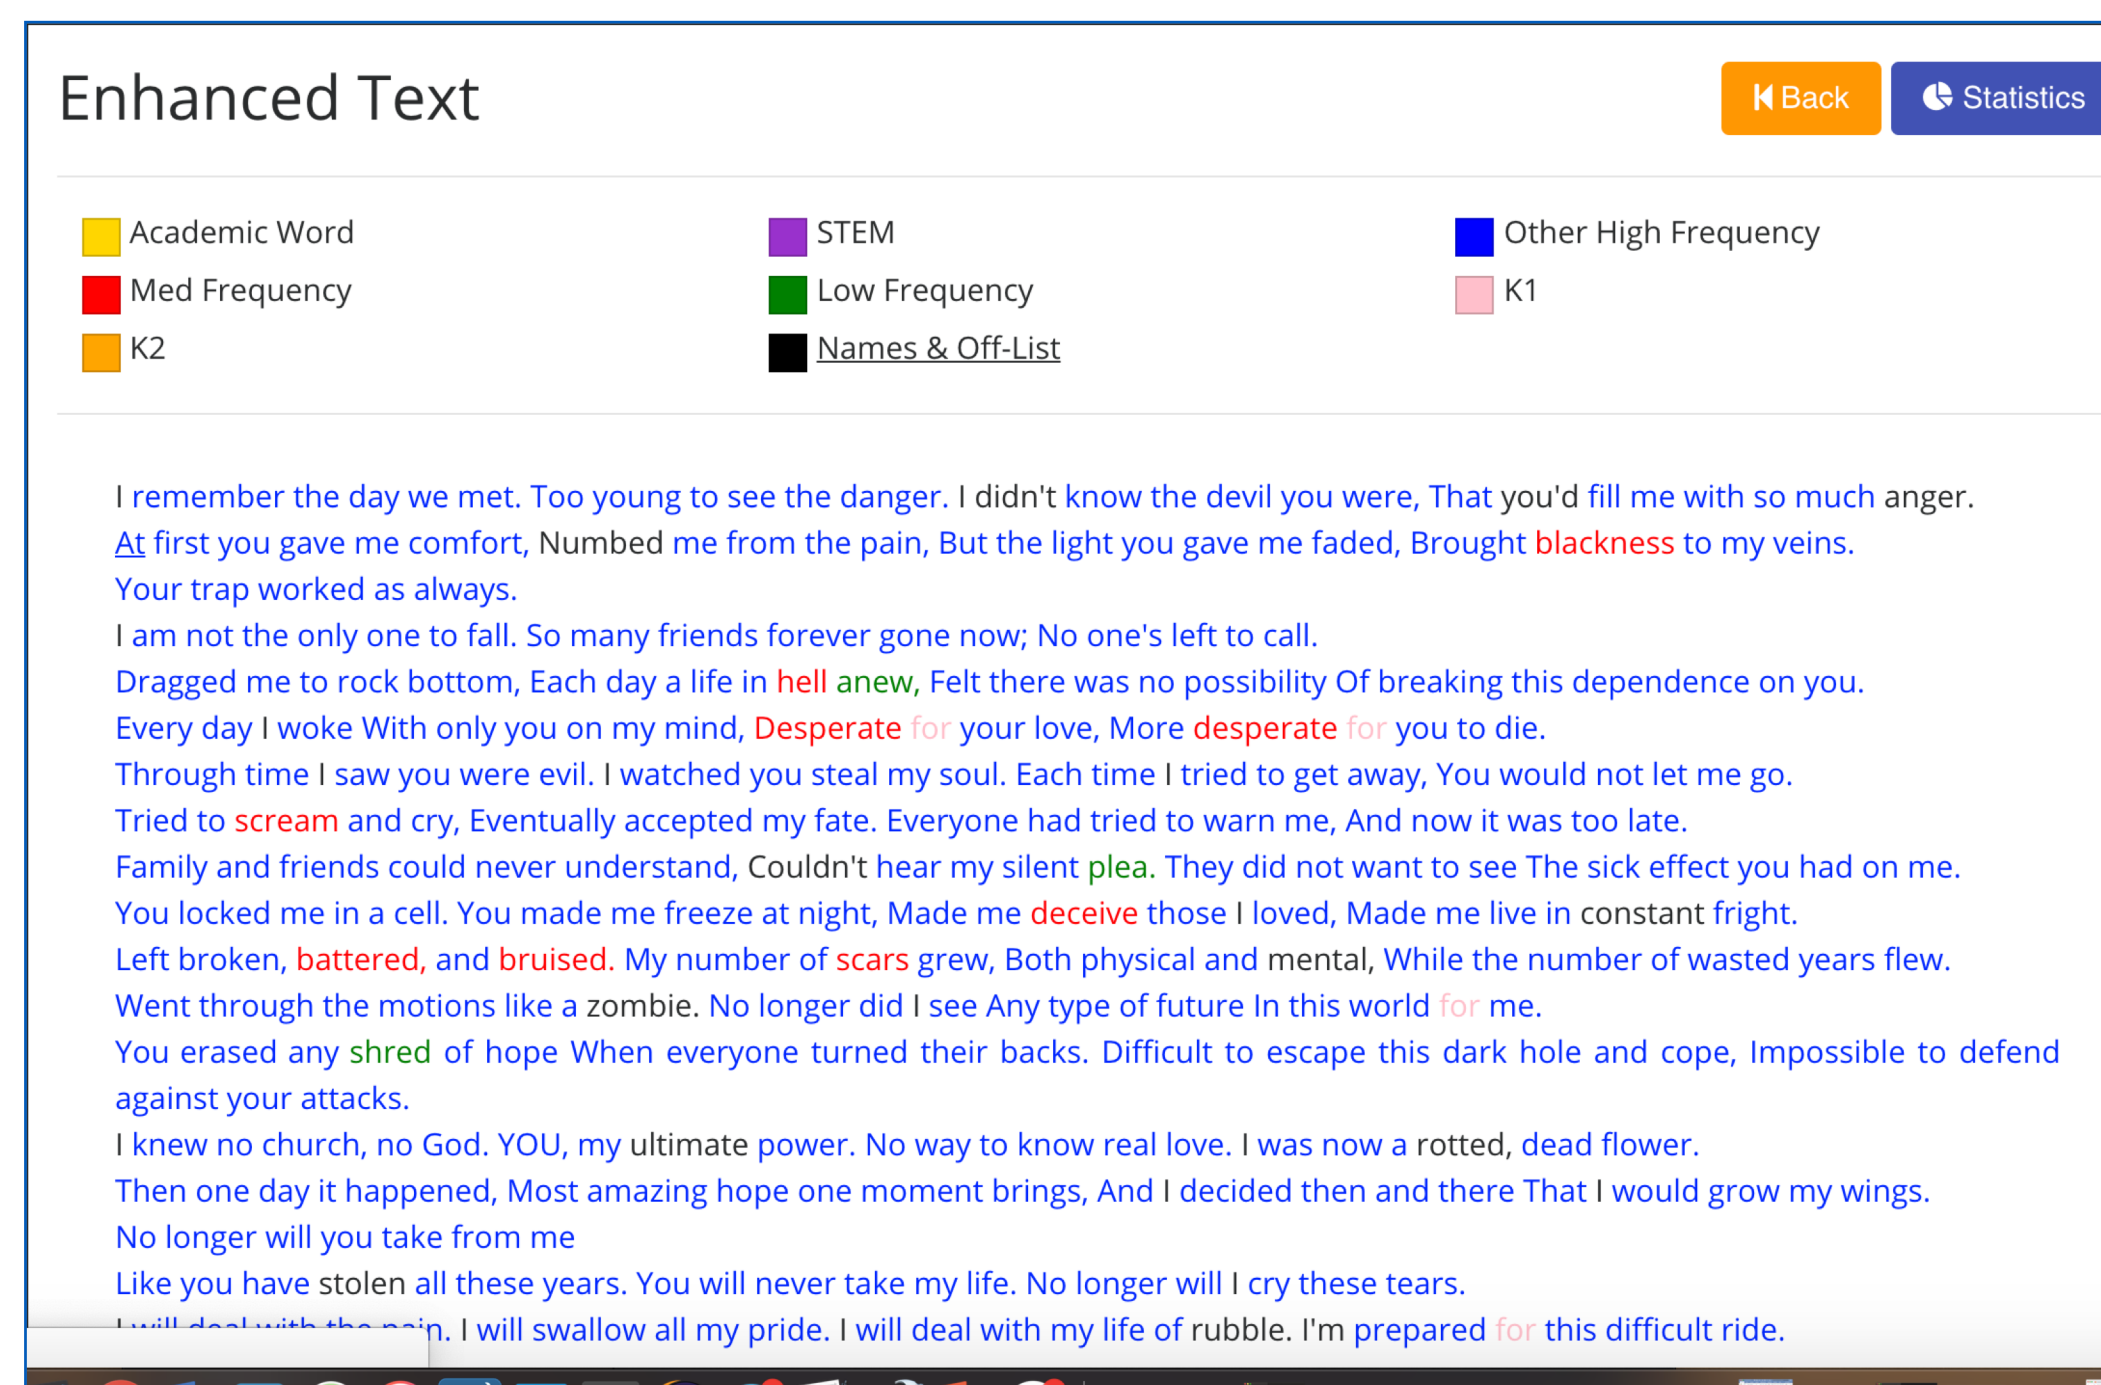 Enhanced Text
Back
Statistics
Academic Word
STEM
Other High Frequency
Med Frequency
Low Frequency
K1
K2
Names & Off-List
I remember the day we met. Too young to see the danger. I didn't know the devil you were, That you'd fill me with so much anger.
At first you gave me comfort, Numbed me from the pain, But the light you gave me faded, Brought blackness to my veins.
Your trap worked as always.
I am not the only one to fall. So many friends forever gone now; No one's left to call.
Dragged me to rock bottom, Each day a life in hell anew, Felt there was no possibility Of breaking this dependence on you.
Every day I woke With only you on my mind, Desperate for your love, More desperate for you to die.
Through time I saw you were evil. I watched you steal my soul. Each time I tried to get away, You would not let me go.
Tried to scream and cry, Eventually accepted my fate. Everyone had tried to warn me, And now it was too late.
Family and friends could never understand, Couldn't hear my silent plea. They did not want to see The sick effect you had on me.
You locked me in a cell. You made me freeze at night, Made me deceive those I loved, Made me live in constant fright.
Left broken, battered, and bruised. My number of scars grew, Both physical and mental, While the number of wasted years flew.
Went through the motions like a zombie. No longer did I see Any type of future In this world for me.
You erased any shred of hope When everyone turned their backs. Difficult to escape this dark hole and cope, Impossible to defend
against your attacks.
I knew no church, no God. YOU, my ultimate power. No way to know real love. I was now a rotted, dead flower.
Then one day it happened, Most amazing hope one moment brings, And I decided then and there That I would grow my wings.
No longer will you take from me
Like you have stolen all these years. You will never take my life. No longer will I cry these tears.
I will deal with the pain. I will swallow all my pride. I will deal with my life of rubble. I'm prepared for this difficult ride.